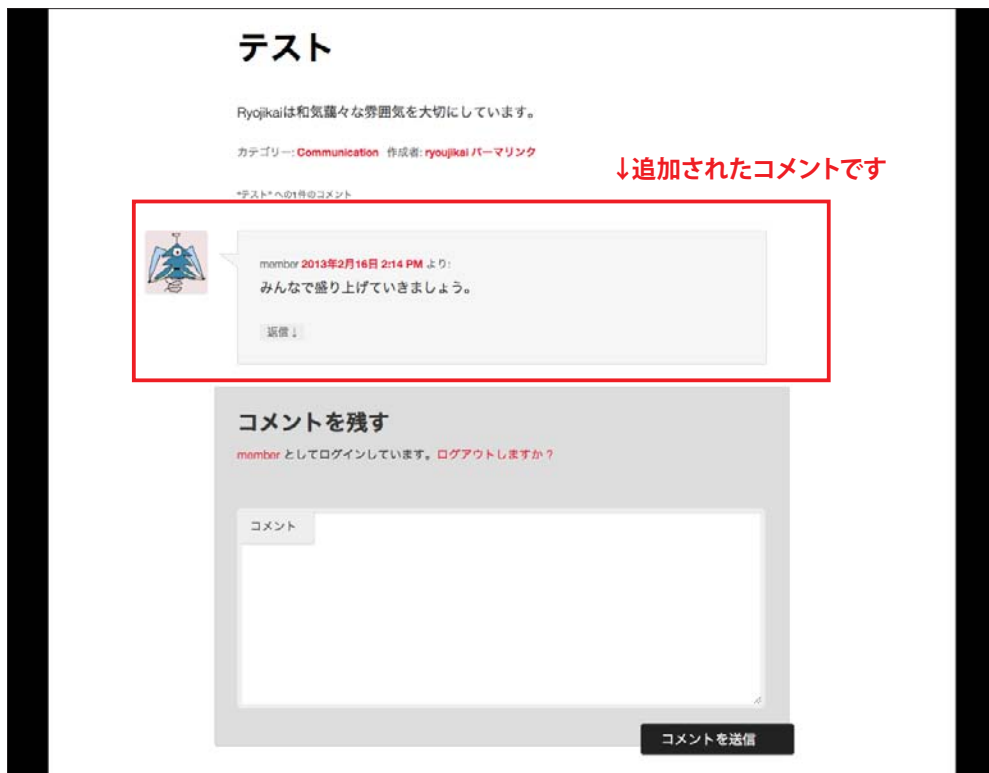 テスト
Ryojikaiは和気藹々な雰囲気を大切にしています。
カテゴリー: Communication 作成者: ryoujikai パーマリンク
↓追加されたコメントです
“テスト” への1件のコメント
member 2013年2月16日 2:14 PM より:
みんなで盛り上げていきましょう。
返信 ↓
コメントを残す
member としてログインしています。ログアウトしますか ?
コメント
コメントを送信